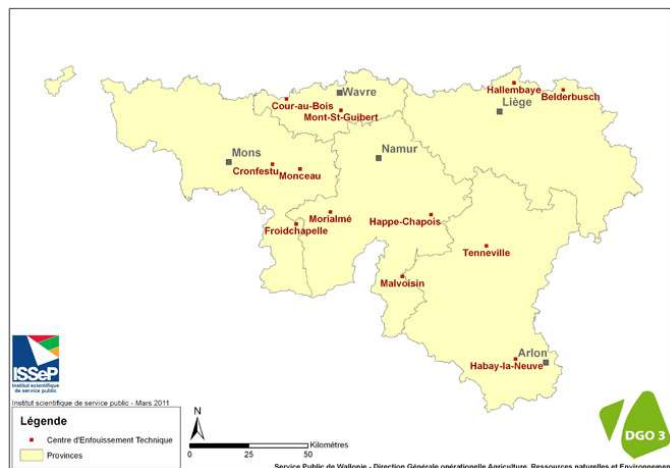 Wavre
Cour-au-Bois
Mont-St-Guibert
Hallembaye
Belderbusch
Liège
Mons
Cronfestu
Monceau
Namur
Morialmé
Froidchapelle
Happe-Chapois
Tenneville
Malvoisin
Arlon
Habay-la-Neuve
ISSeP
Institut scientifique
de service public
Institut scientifique de service public - Mars 2011
Légende
Centre d'Enfouissement Technique
Provinces
N
0 25 50
Kilomètres
DGO 3
Service Public de Wallonie - Direction Générale opérationnelle Agriculture, Ressources naturelles et Environnement